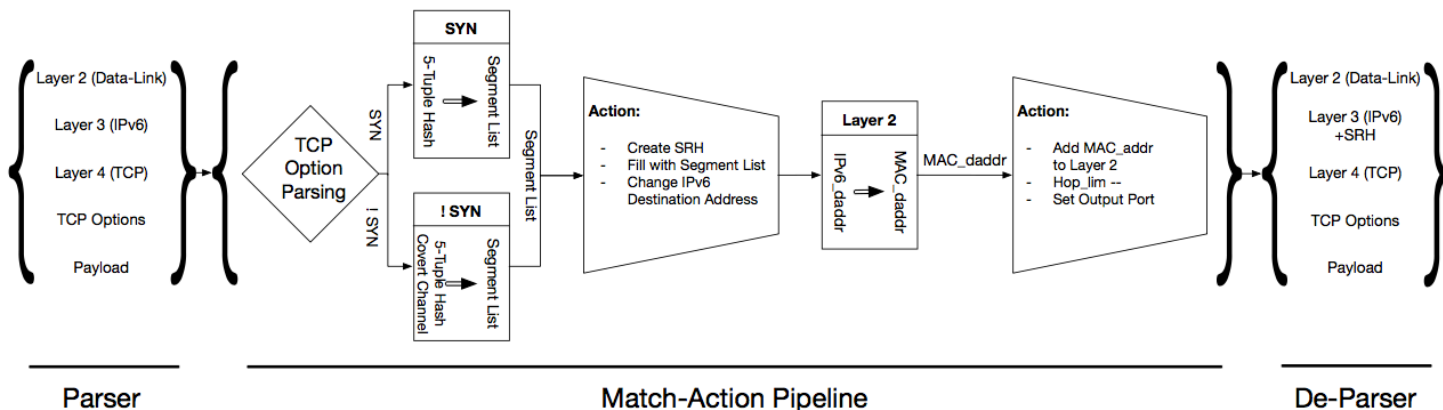 Layer 2 (Data-Link)
Layer 3 (IPv6)
Layer 4 (TCP)
TCP Options
Payload
Parser
TCP
Option
Parsing
SYN
! SYN
SYN
5-Tuple Hash
Segment List
! SYN
5-Tuple Hash
Covert Channel
Segment List
Segment List
Action:
- Create SRH
- Fill with Segment List
- Change IPv6
Destination Address
Layer 2
IPv6_daddr
MAC_daddr
MAC_daddr
Action:
- Add MAC_addr
to Layer 2
- Hop_lim --
- Set Output Port
Match-Action Pipeline
Layer 2 (Data-Link)
Layer 3 (IPv6)
+SRH
Layer 4 (TCP)
TCP Options
Payload
De-Parser